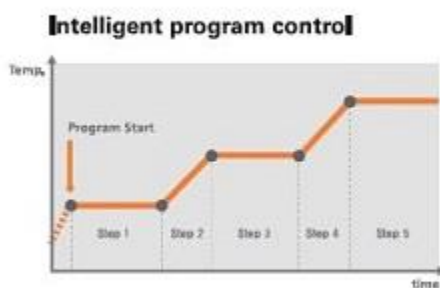 Intelligent program control
Temp.
Program Start
Step 1
Step 2
Step 3
Step 4
Step 5
time